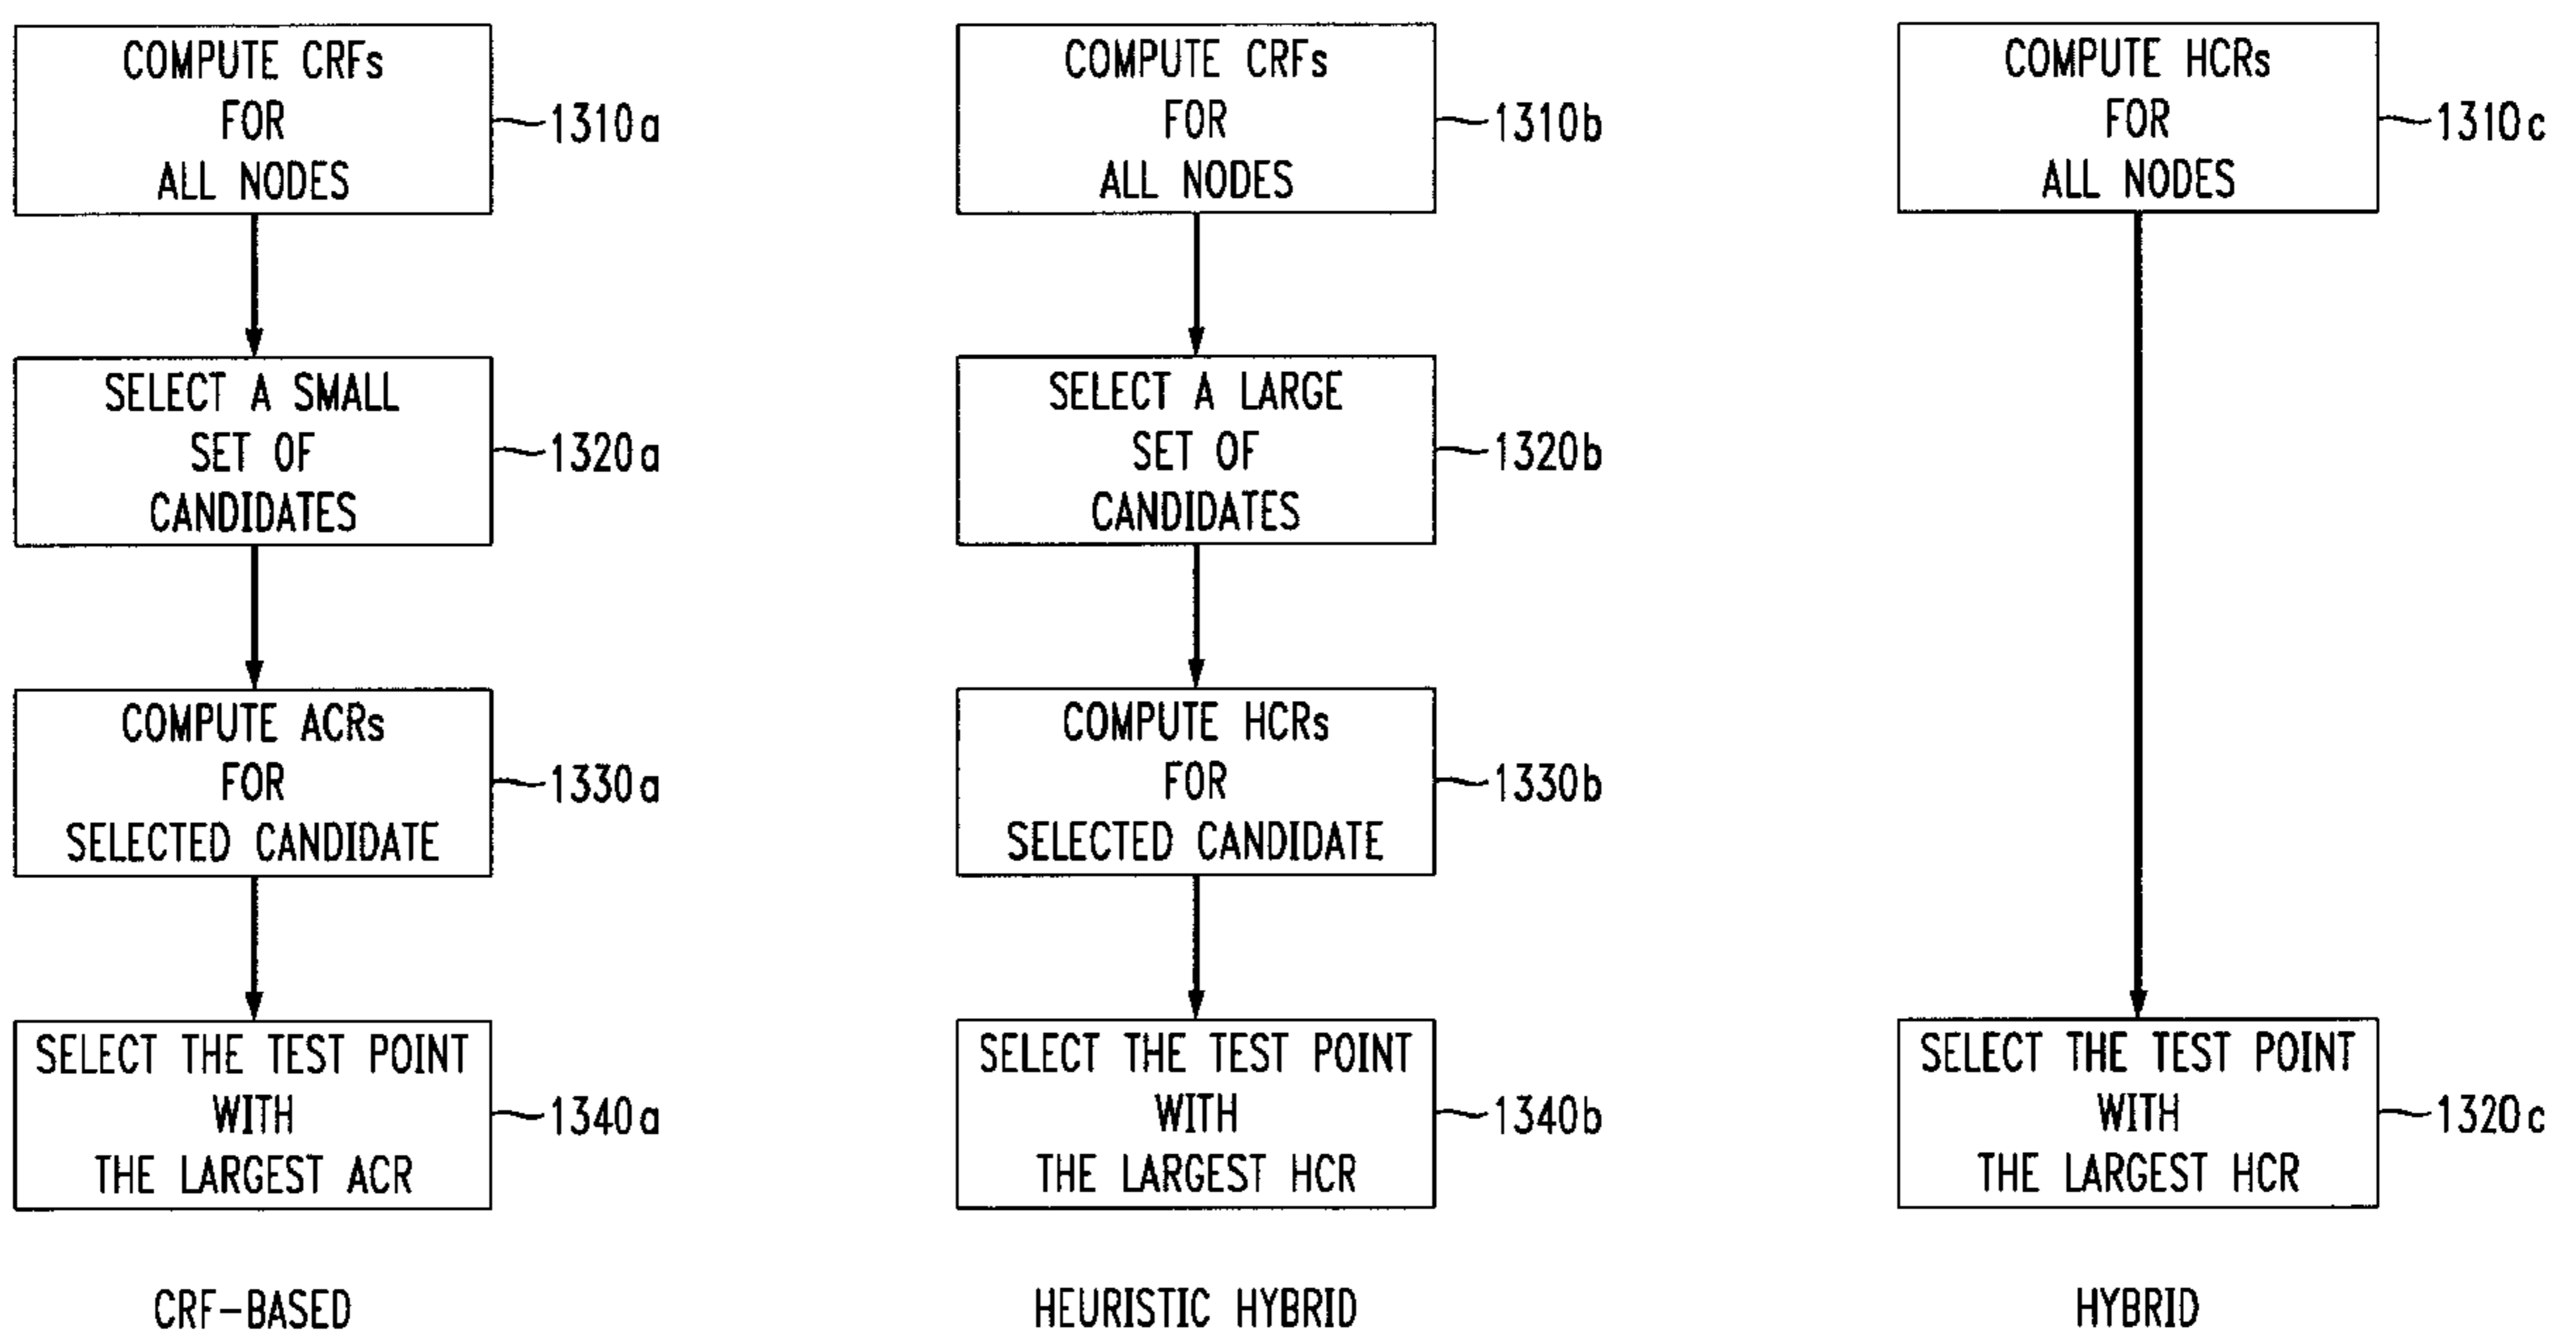 COMPUTE CRFs
FOR
ALL NODES
1310a
SELECT A SMALL
SET OF
CANDIDATES
1320a
COMPUTE ACRs
FOR
SELECTED CANDIDATE
1330a
SELECT THE TEST POINT
WITH
THE LARGEST ACR
1340a
CRF-BASED
COMPUTE CRFs
FOR
ALL NODES
1310b
SELECT A LARGE
SET OF
CANDIDATES
1320b
COMPUTE HCRs
FOR
SELECTED CANDIDATE
1330b
SELECT THE TEST POINT
WITH
THE LARGEST HCR
1340b
HEURISTIC HYBRID
COMPUTE HCRs
FOR
ALL NODES
1310c
SELECT THE TEST POINT
WITH
THE LARGEST HCR
1320c
HYBRID